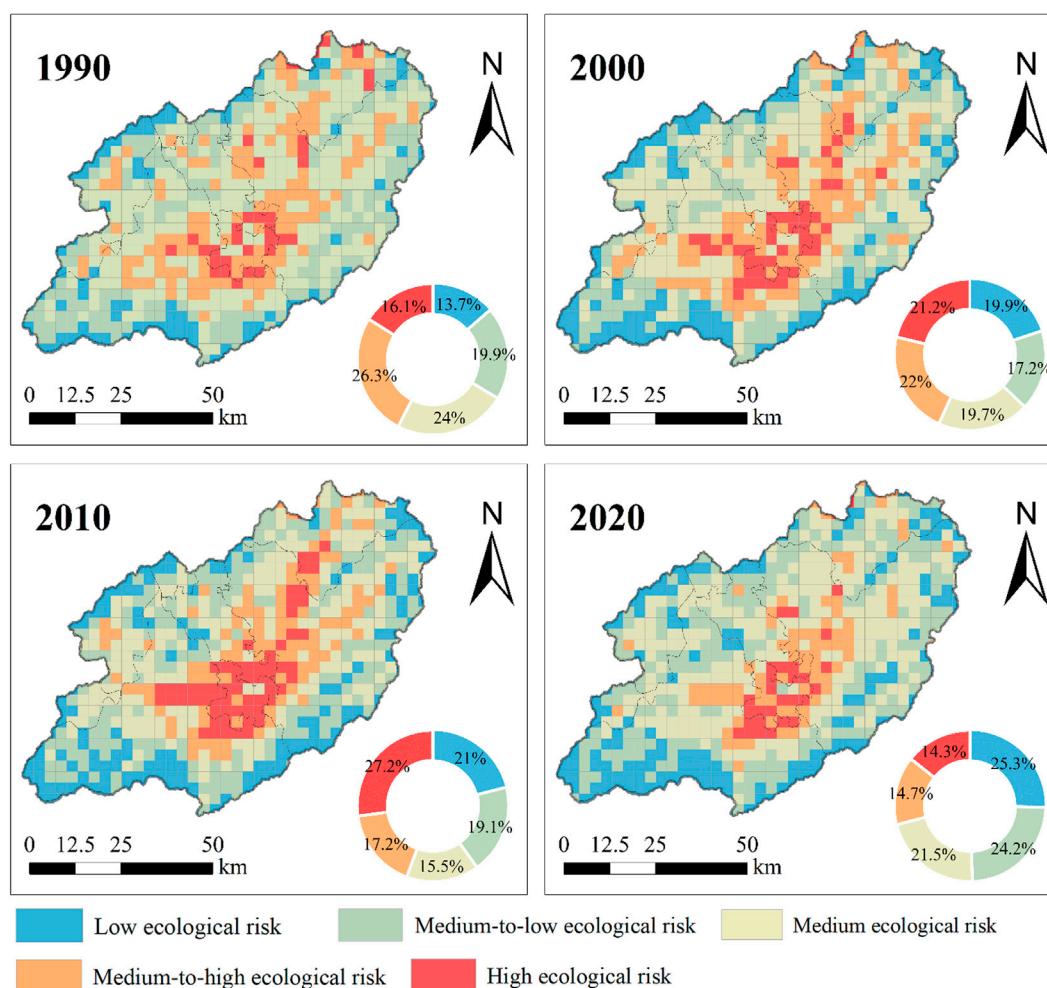 1990
N
16.1%
13.7%
19.9%
26.3%
24%
0 12.5 25 50
km
2000
N
21.2%
19.9%
17.2%
22%
19.7%
0 12.5 25 50
km
2010
N
27.2%
21%
19.1%
17.2%
15.5%
0 12.5 25 50
km
2020
N
14.3%
25.3%
14.7%
21.5%
24.2%
0 12.5 25 50
km
Low ecological risk
Medium-to-low ecological risk
Medium ecological risk
Medium-to-high ecological risk
High ecological risk